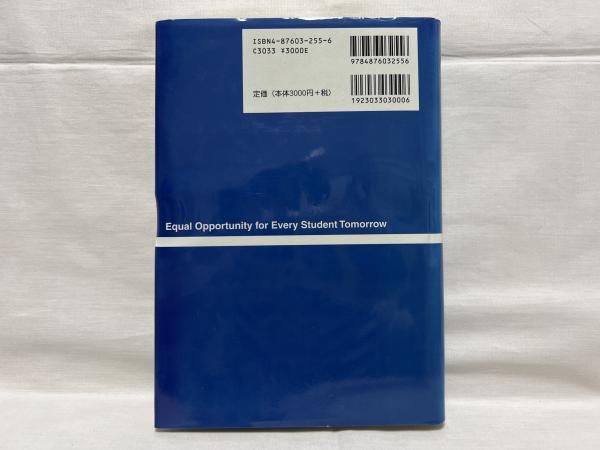 ISBN4-87603-255-6
C3033 ¥3000E
定価（本体3000円＋税）
9784876032556
1923033030006
Equal Opportunity for Every Student Tomorrow